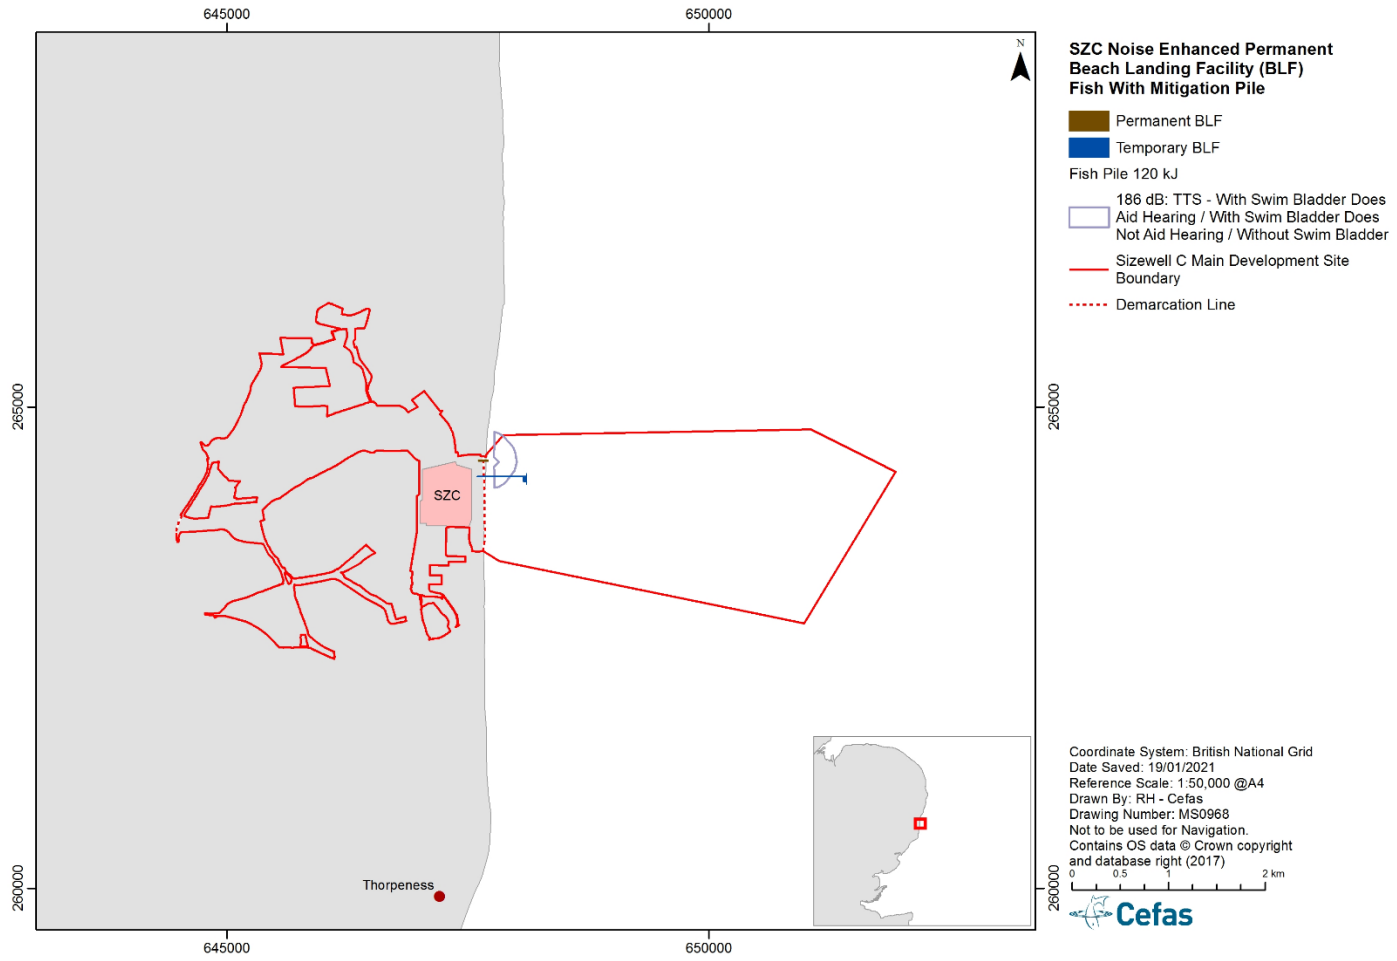 645000
650000
N
265000
265000
260000
260000
SZC
Thorpeness
645000
650000
SZC Noise Enhanced Permanent
Beach Landing Facility (BLF)
Fish With Mitigation Pile
Permanent BLF
Temporary BLF
Fish Pile 120 kJ
186 dB: TTS - With Swim Bladder Does
Aid Hearing / With Swim Bladder Does
Not Aid Hearing / Without Swim Bladder
Sizewell C Main Development Site
Boundary
Demarcation Line
Coordinate System: British National Grid
Date Saved: 19/01/2021
Reference Scale: 1:50,000 @A4
Drawn By: RH - Cefas
Drawing Number: MS0968
Not to be used for Navigation.
Contains OS data © Crown copyright
and database right (2017)
0 0.5 1 2 km
Cefas